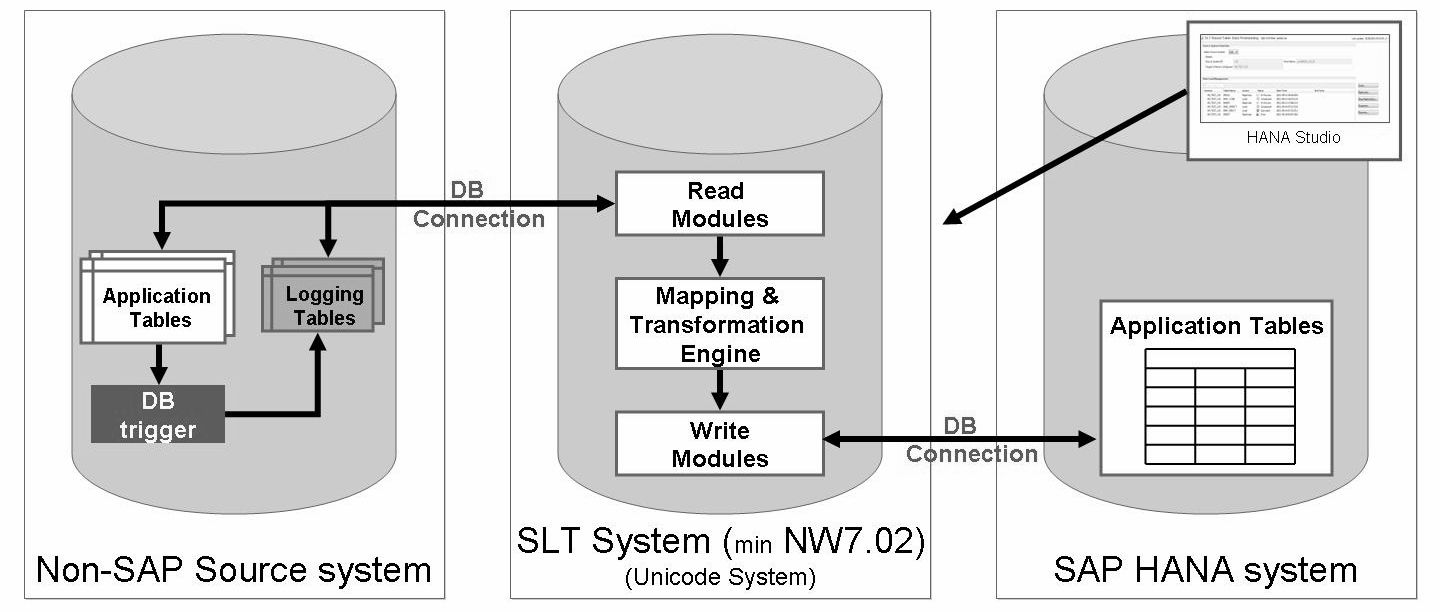 HANA Studio
DB
Connection
Read
Modules
Application
Tables
Logging
Tables
Mapping &
Transformation
Engine
DB
trigger
Write
Modules
DB
Connection
Application Tables
Non-SAP Source system
SLT System (min NW7.02)
(Unicode System)
SAP HANA system